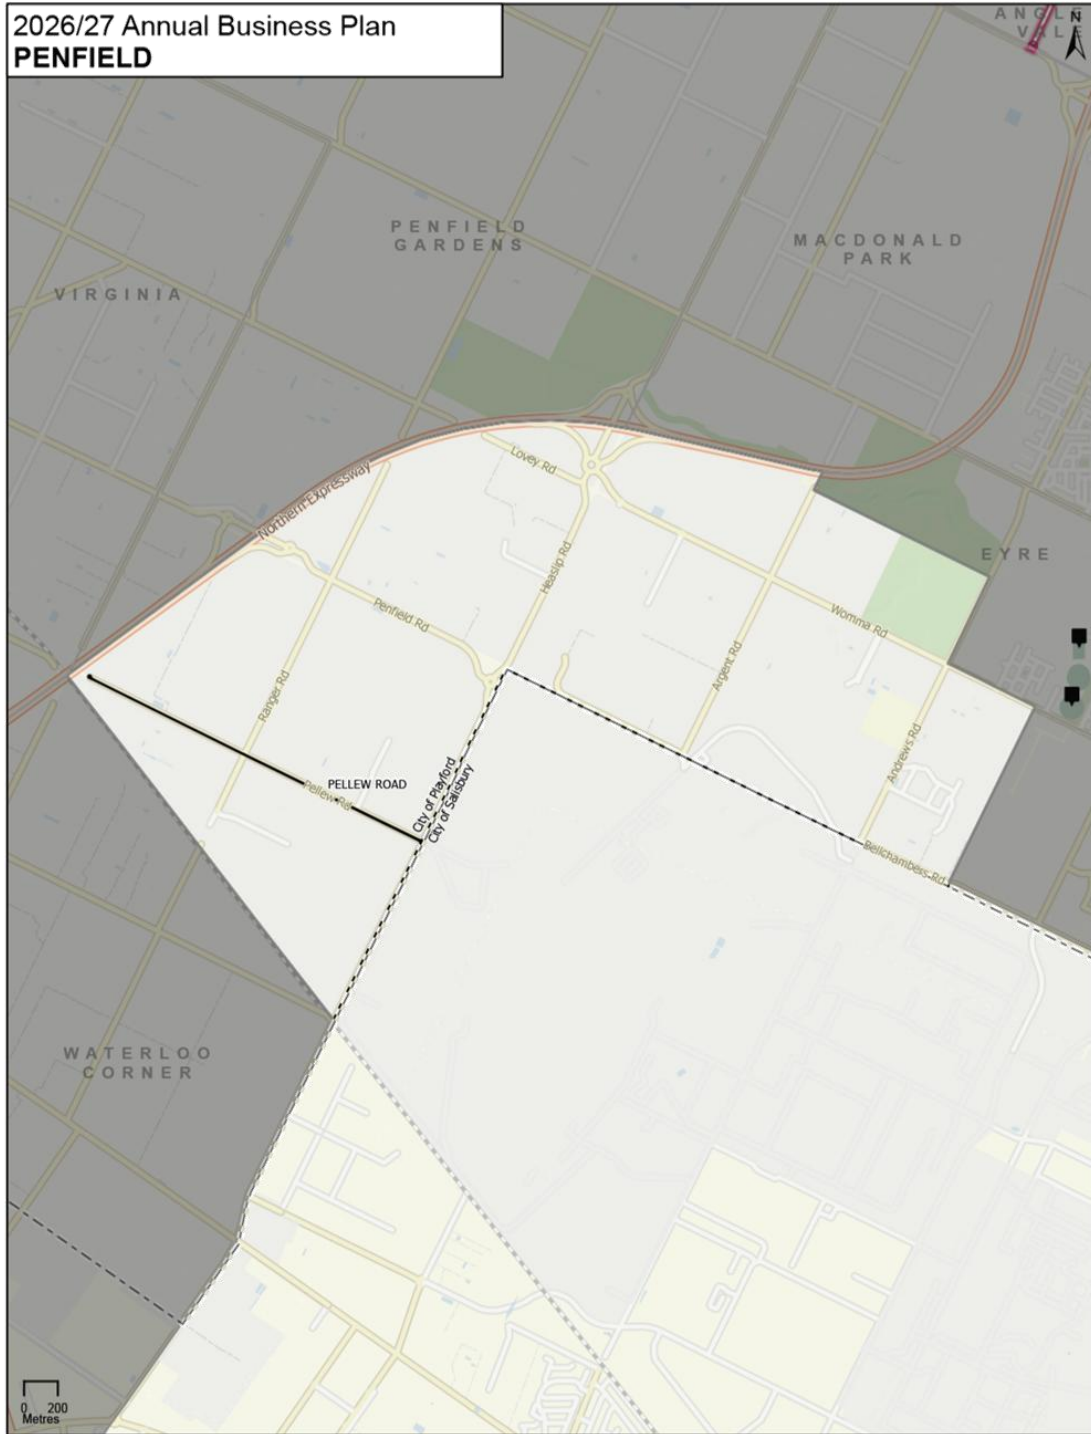 2026/27 Annual Business Plan
PENFIELD
ANGLE
VALE
N
PENFIELD
GARDENS
MACDONALD
PARK
VIRGINIA
Lovey Rd
Northern Expressway
EYRE
Heaslip Rd
Penfield Rd
Womma Rd
Argent Rd
Ranger Rd
Andrews Rd
City of Playford
City of Salisbury
PELLEW ROAD
Pellew Rd
Bellchambers Rd
WATERLOO
CORNER
0 200
Metres